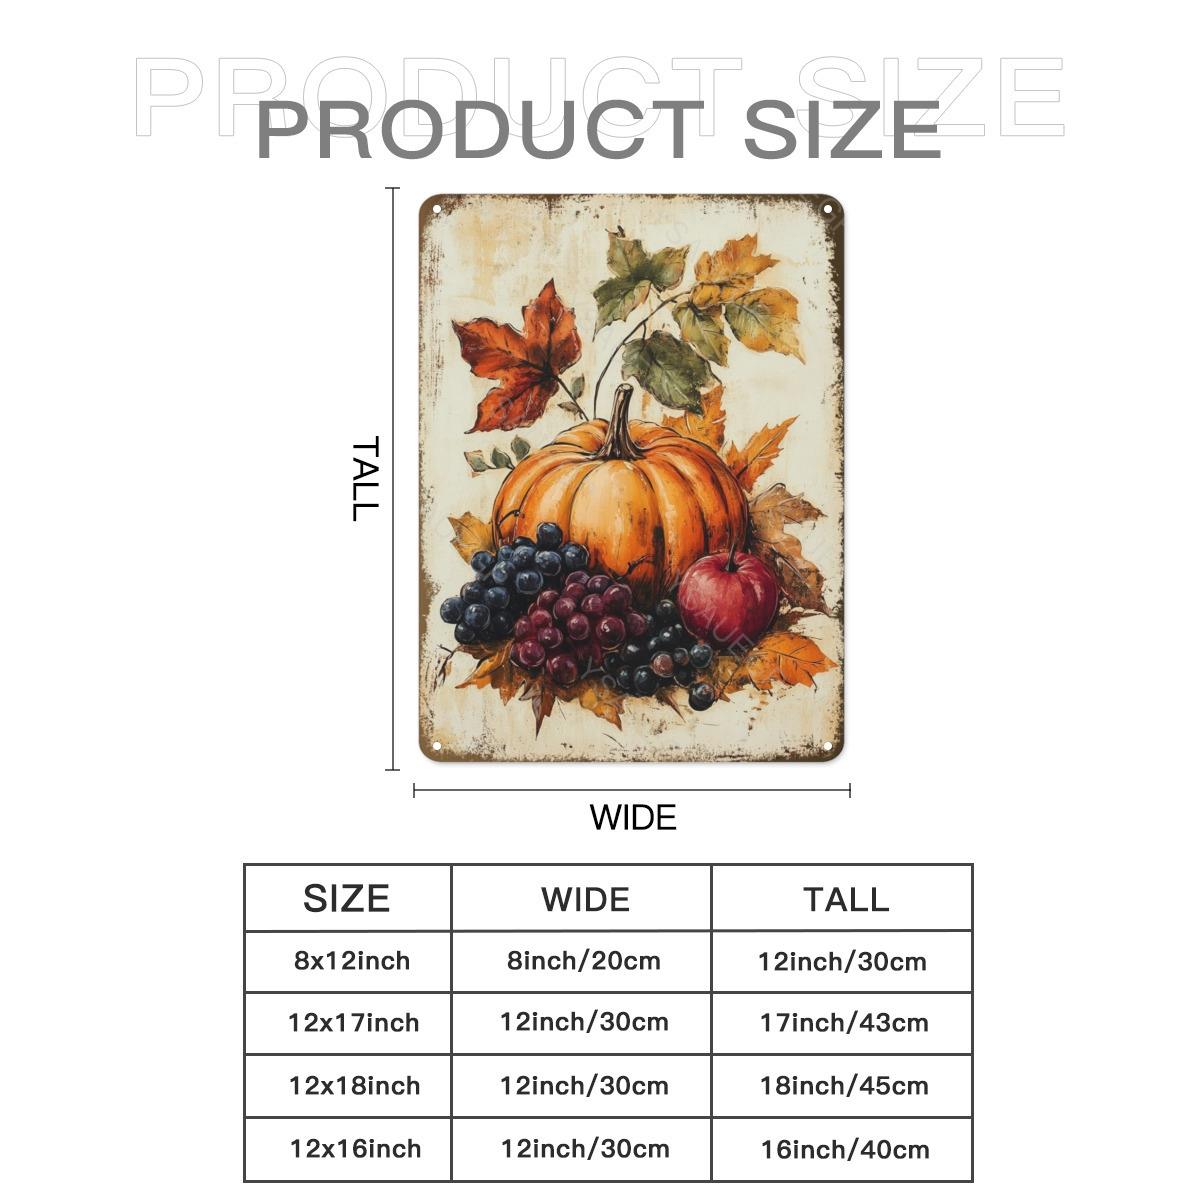 PRODUCT SIZE
PRODUCT SIZE
TALL
WIDE
SIZE WIDE TALL
8x12inch 8inch/20cm 12inch/30cm
12x17inch 12inch/30cm 17inch/43cm
12x18inch 12inch/30cm 18inch/45cm
12x16inch 12inch/30cm 16inch/40cm